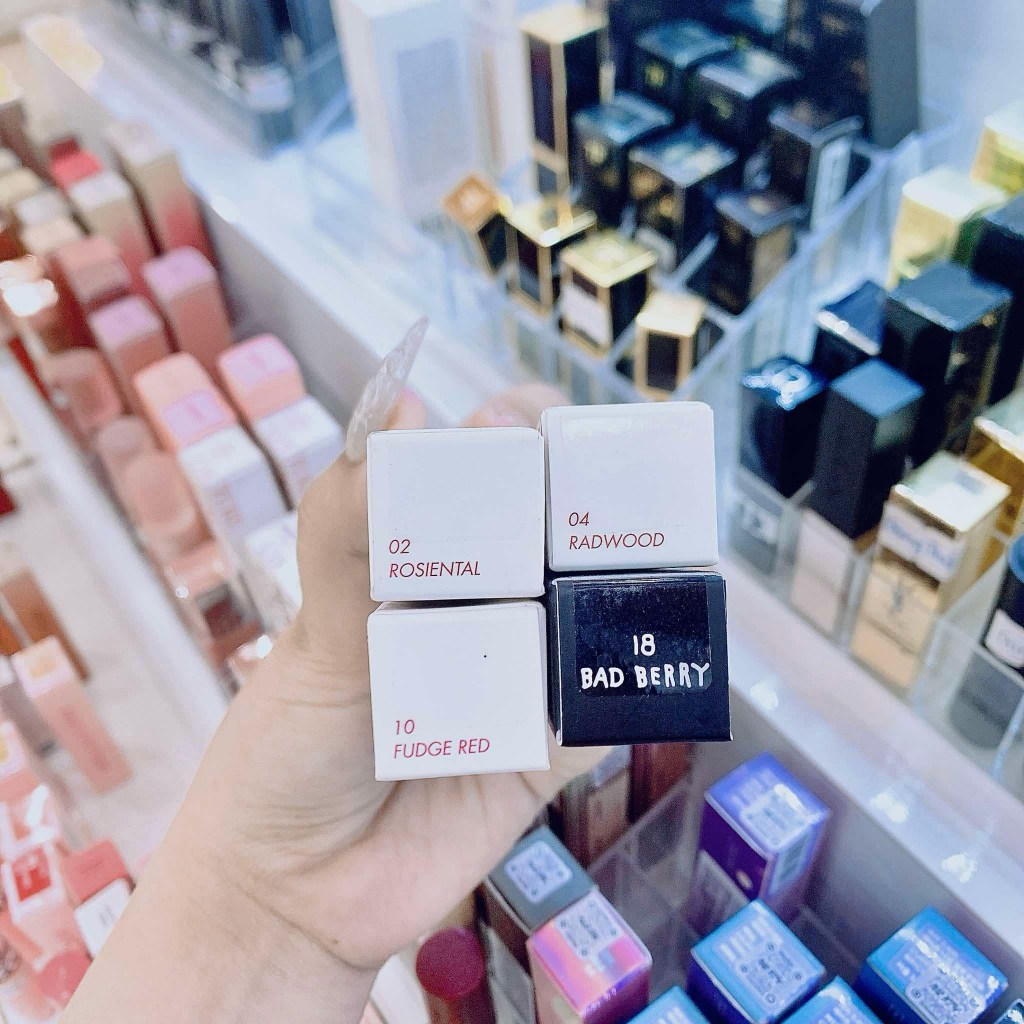 02
ROSIENTAL
04
RADWOOD
10
FUDGE RED
18
BAD BERRY